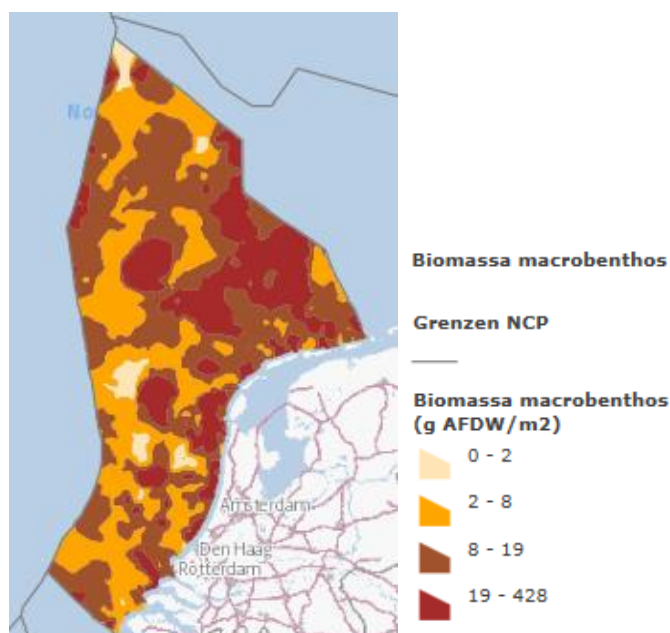 No
Amsterdam
Den Haag
Rotterdam
Biomassa macrobenthos
Grenzen NCP
Biomassa macrobenthos
(g AFDW/m2)
0 - 2
2 - 8
8 - 19
19 - 428